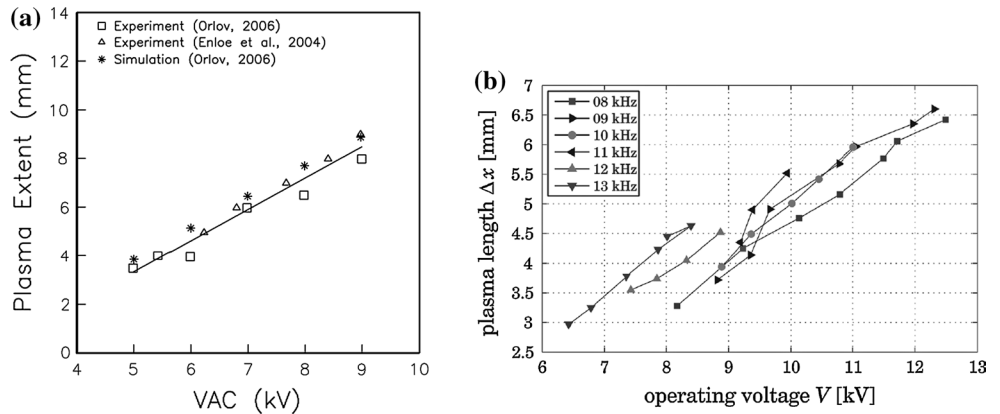 (a)
Plasma Extent (mm)
14
12
10
8
6
4
2
0
Experiment (Orlov, 2006)
Experiment (Enloe et al., 2004)
Simulation (Orlov, 2006)
4
5
6
7
8
9
10
VAC (kV)
(b)
plasma length Δx [mm]
7
6.5
6
5.5
5
4.5
4
3.5
3
2.5
08 kHz
09 kHz
10 kHz
11 kHz
12 kHz
13 kHz
6
7
8
9
10
11
12
13
operating voltage V [kV]